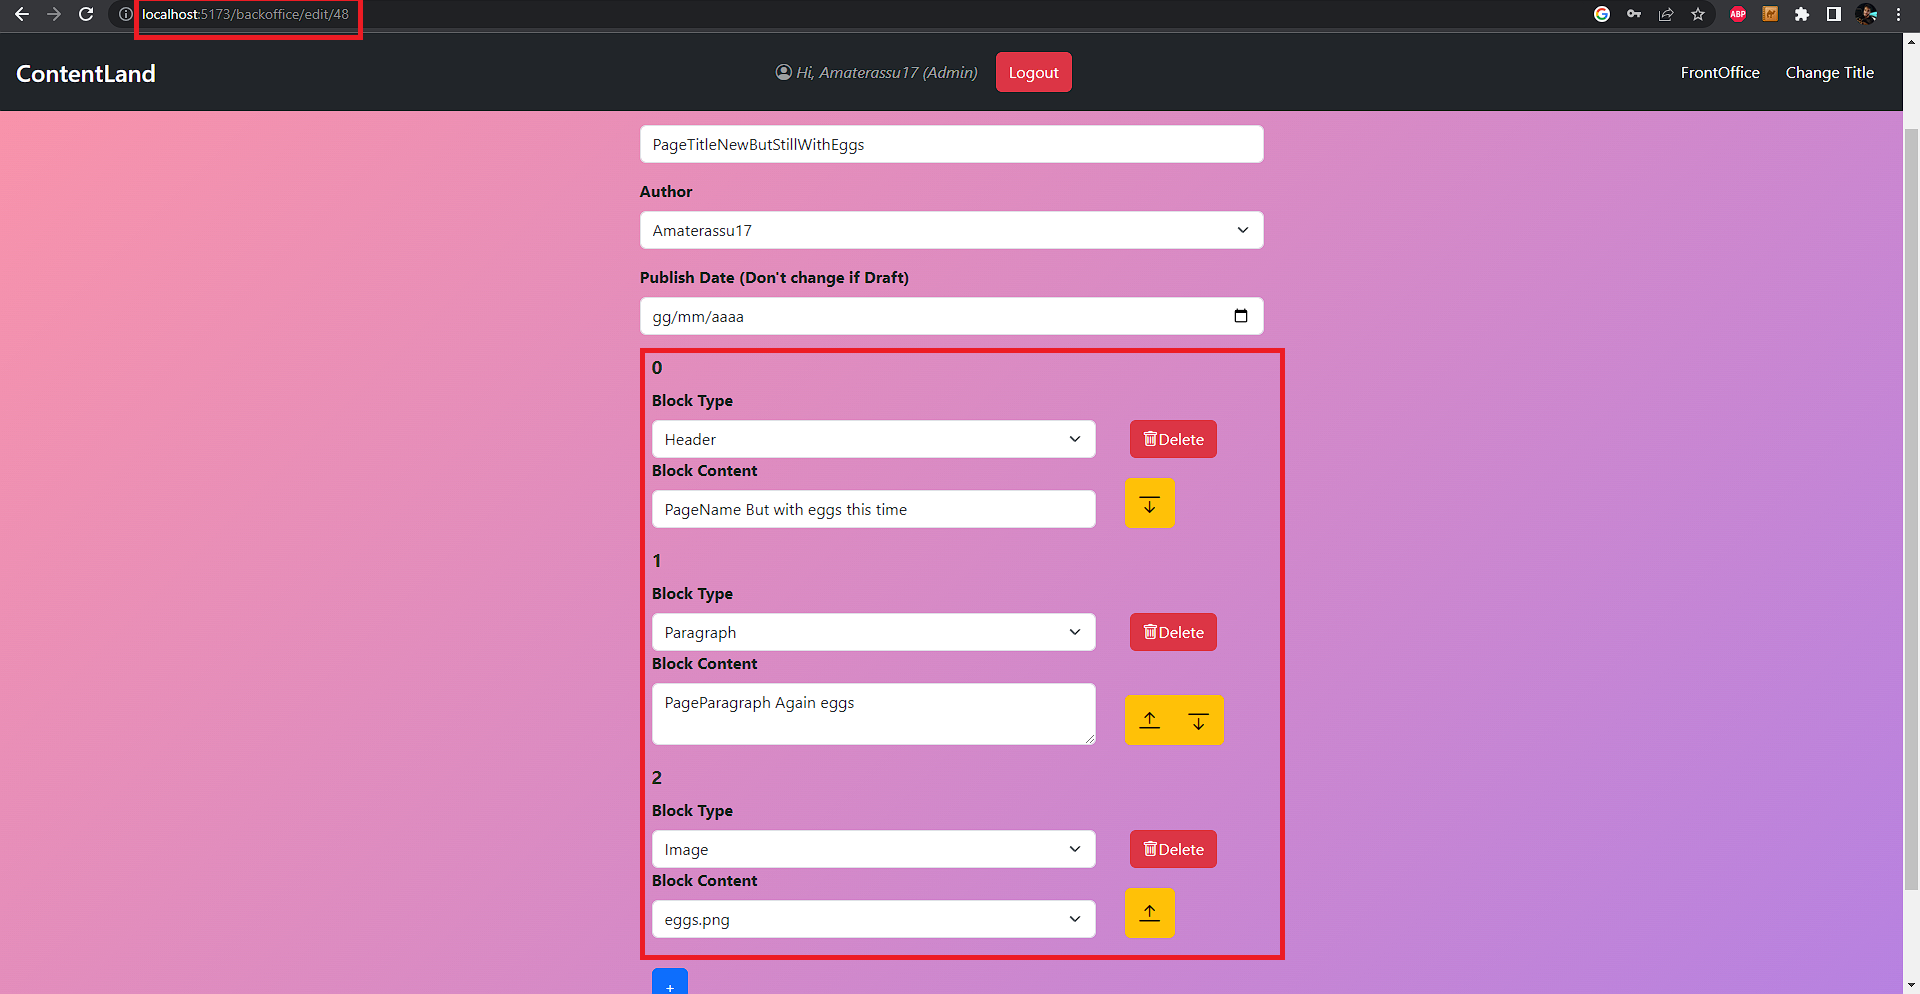 localhost:5173/backoffice/edit/48
ABP
ContentLand
Hi, Amaterassu17 (Admin)
Logout
FrontOffice
Change Title
PageTitleNewButStillWithEggs
Author
Amaterassu17
Publish Date (Don't change if Draft)
gg/mm/aaaa
0
Block Type
Header
Delete
Block Content
PageName But with eggs this time
1
Block Type
Paragraph
Delete
Block Content
PageParagraph Again eggs
2
Block Type
Image
Delete
Block Content
eggs.png
+